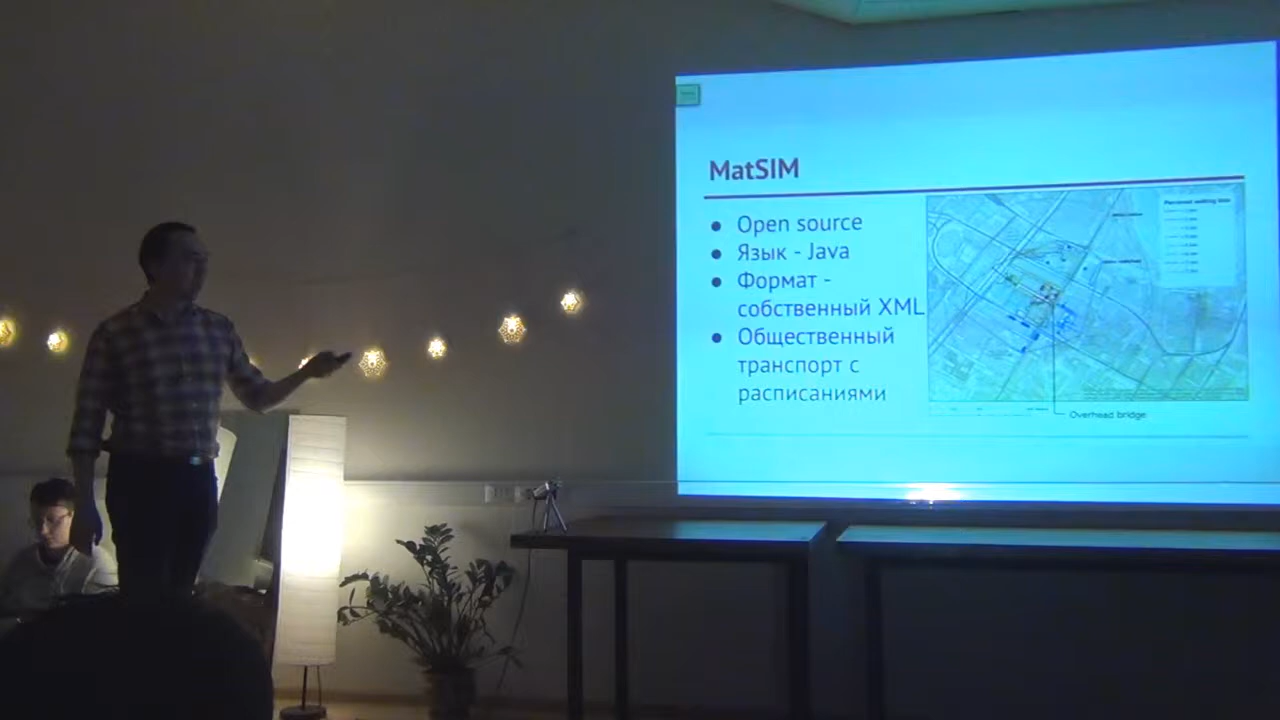 MatSIM
Open source
Язык - Java
Формат -
собственный XML
Общественный
транспорт с
расписаниями
Overhead bridge